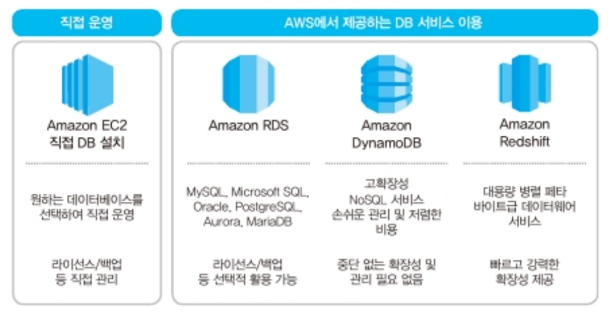 직접 운영
AWS에서 제공하는 DB 서비스 이용
Amazon EC2
직접 DB 설치
원하는 데이터베이스를
선택하여 직접 운영
라이선스/백업
등 직접 관리
Amazon RDS
MySQL, Microsoft SQL,
Oracle, PostgreSQL,
Aurora, MariaDB
라이선스/백업
등 선택적 활용 가능
Amazon
DynamoDB
고확장성
NoSQL 서비스
손쉬운 관리 및 저렴한
비용
중단 없는 확장성 및
관리 필요 없음
Amazon
Redshift
대용량 병렬 페타
바이트급 데이터웨어
서비스
빠르고 강력한
확장성 제공